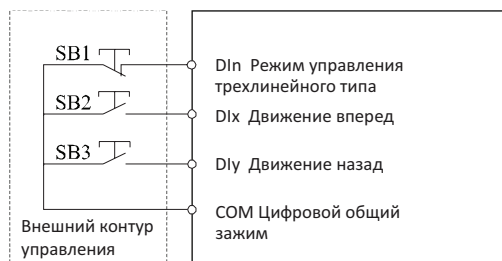 SB1
DIn Режим управления
трехлинейного типа
SB2
DIx Движение вперед
SB3
DIy Движение назад
COM Цифровой общий
зажим
Внешний контур
управления